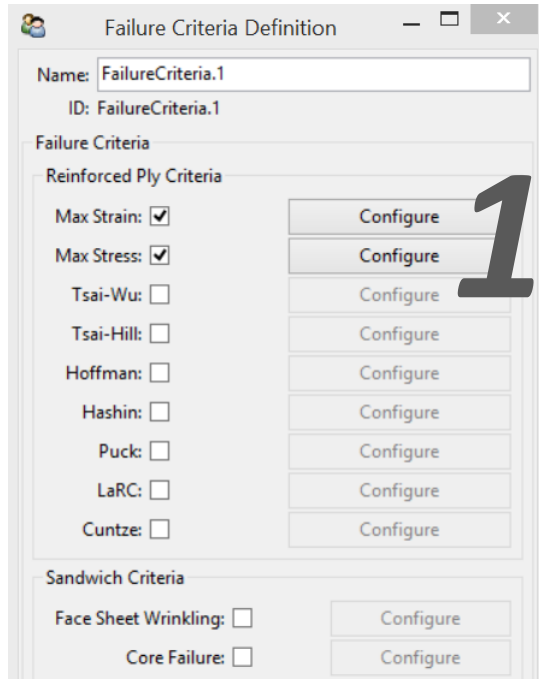 Failure Criteria Definition
Name: FailureCriteria.1
ID: FailureCriteria.1
Failure Criteria
Reinforced Ply Criteria
Max Strain: Configure
Max Stress: Configure
1
Tsai-Wu: Configure
Tsai-Hill: Configure
Hoffman: Configure
Hashin: Configure
Puck: Configure
LaRC: Configure
Cuntze: Configure
Sandwich Criteria
Face Sheet Wrinkling: Configure
Core Failure: Configure